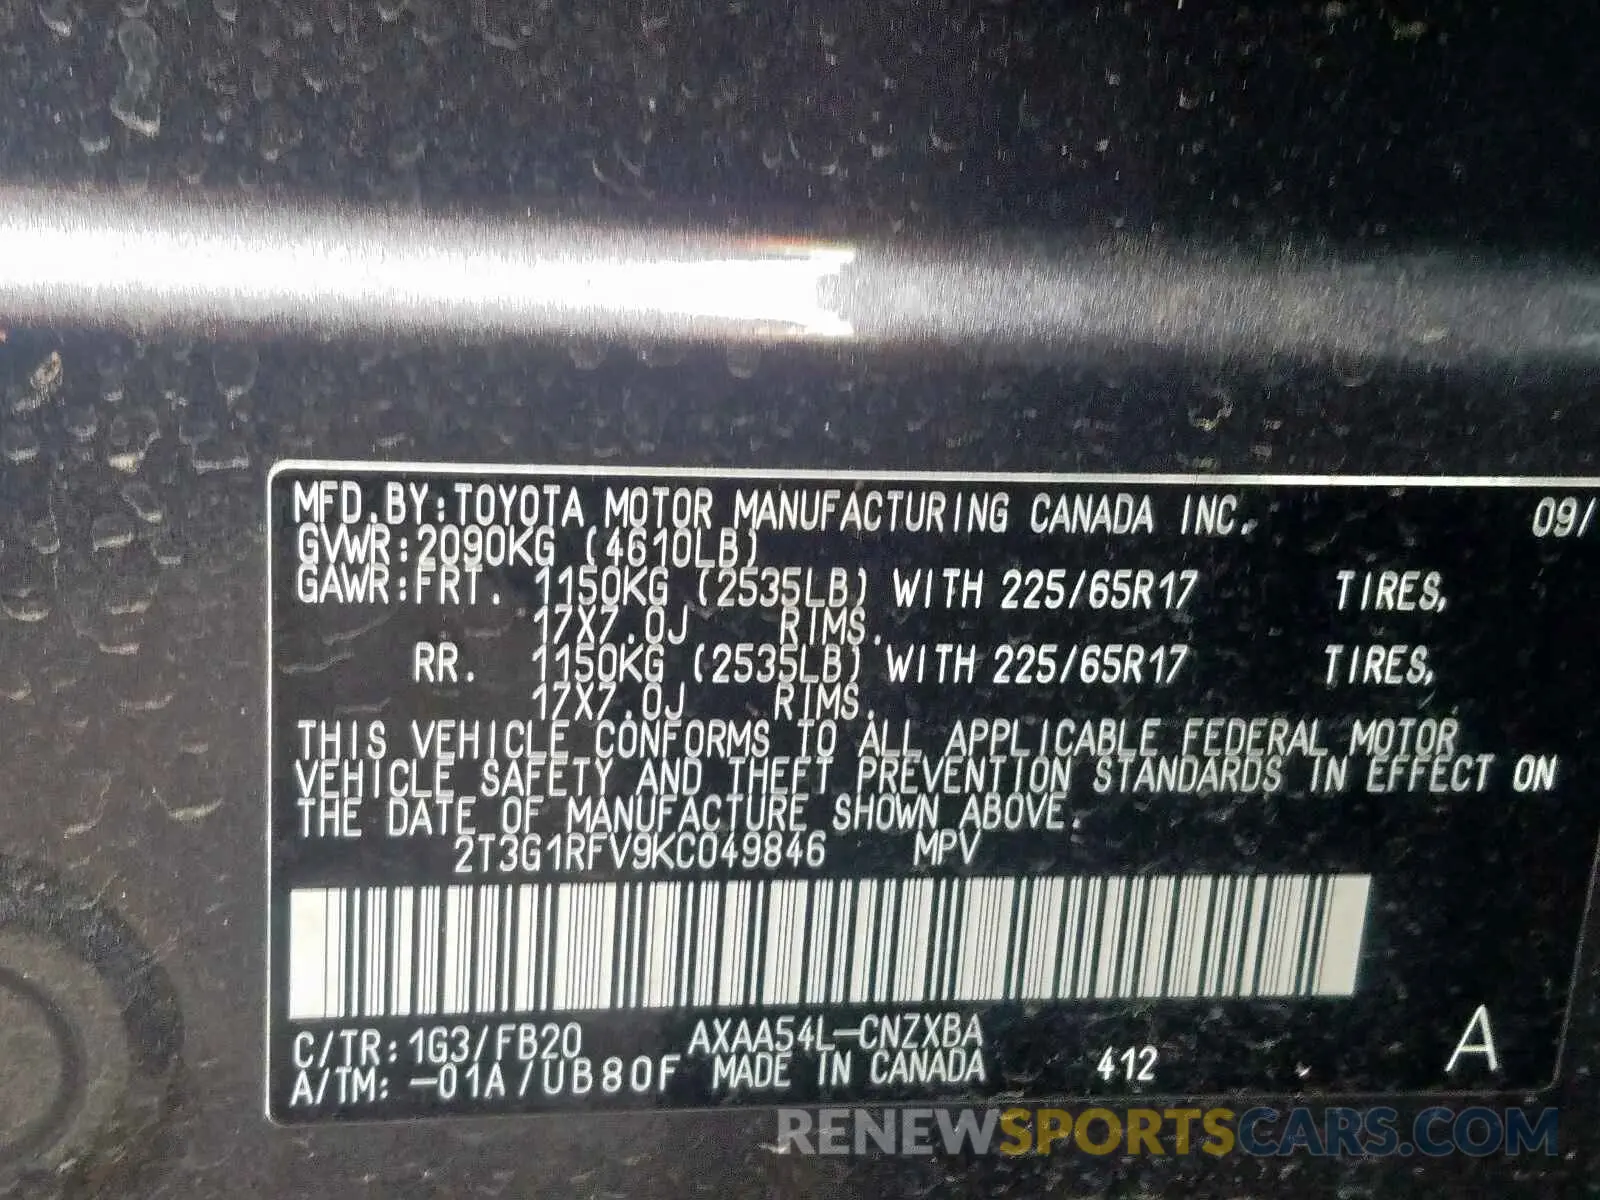 MFD.BY:TOYOTA MOTOR MANUFACTURING CANADA INC. 09/
GVWR:2090KG (4610LB)
GAWR:FRT. 1150KG (2535LB) WITH 225/65R17 TIRES,
17X7.0J RIMS.
RR. 1150KG (2535LB) WITH 225/65R17 TIRES,
17X7.0J RIMS.
THIS VEHICLE CONFORMS TO ALL APPLICABLE FEDERAL MOTOR
VEHICLE SAFETY AND THEFT PREVENTION STANDARDS IN EFFECT ON
THE DATE OF MANUFACTURE SHOWN ABOVE.
2T3G1RFV9KC049846 MPV
C/TR:1G3/FB20 AXAA54L-CNZXBA
A/TM:-01A/UB80F MADE IN CANADA 412 A
RENEWSPORTSCARS.COM